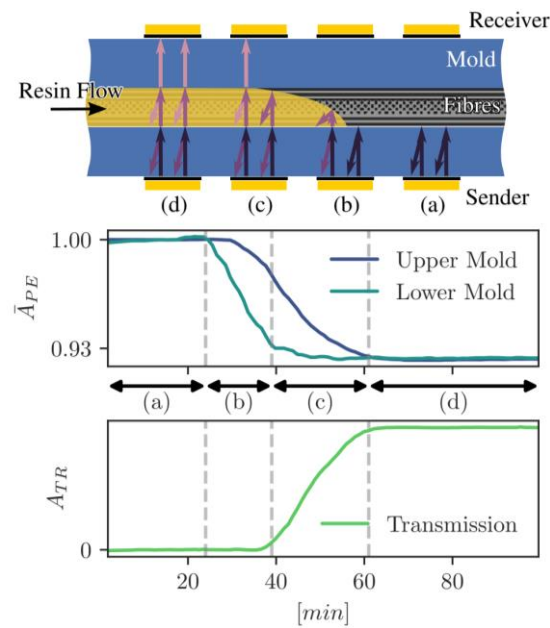 Receiver
Mold
Resin Flow
Fibres
(d) (c) (b) (a)
Sender
1.00
0.93
Ā_PE
Upper Mold
Lower Mold
(a) (b) (c) (d)
A_TR
0
Transmission
20 40 60 80
[min]